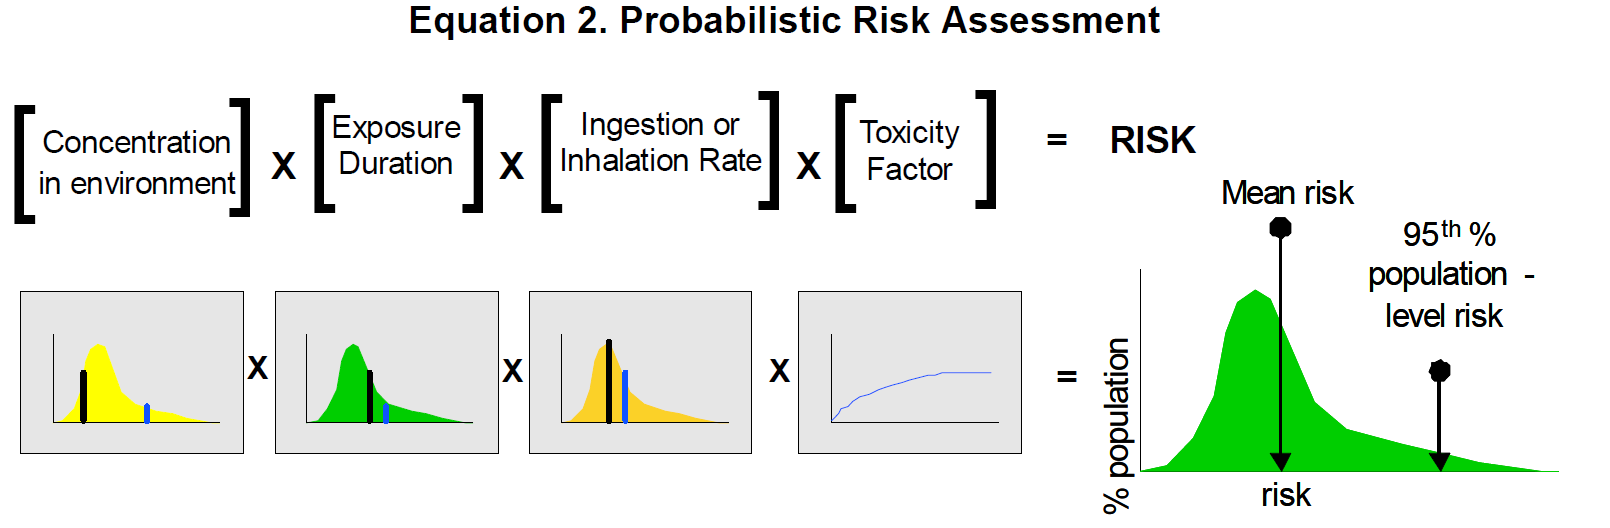 Equation 2. Probabilistic Risk Assessment
Concentration
in environment
X
Exposure
Duration
X
Ingestion or
Inhalation Rate
X
Toxicity
Factor
= RISK
Mean risk
95th %
population -
level risk
X
X
X
=
% population
risk